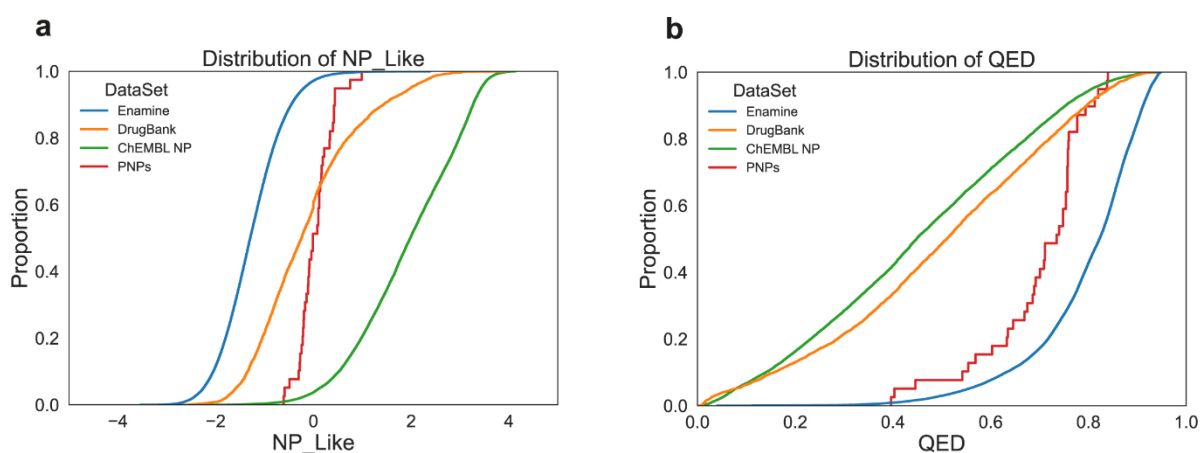 a
Distribution of NP_Like
1.0
0.8
0.6
0.4
0.2
0.0
Proportion
DataSet
Enamine
DrugBank
ChEMBL NP
PNPs
−4
−2
0
2
4
NP_Like
b
Distribution of QED
1.0
0.8
0.6
0.4
0.2
0.0
Proportion
DataSet
Enamine
DrugBank
ChEMBL NP
PNPs
0.0
0.2
0.4
0.6
0.8
1.0
QED